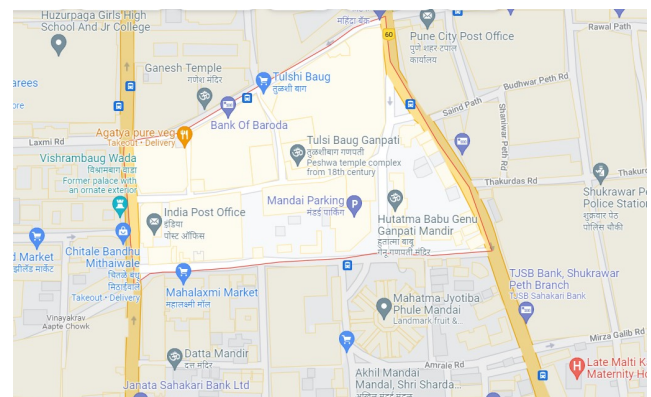 Huzurpaga Girls High
School And Jr College
महिंद्रा बँक
60
Pune City Post Office
पुणे शहर टपाल
कार्यालय
Rawal Path
Ganesh Temple
गणेश मंदिर
Tulshi Baug
तुळशी बाग
Budhwar Peth Rd
Bank Of Baroda
Saind Path
Shaniwar Peth Rd
Laxmi Rd
Agatya pure veg
Takeout • Delivery
Tulsi Baug Ganpati
तुळशीबाग गणपती
Peshwa temple complex
from 18th century
Vishrambaug Wada
विश्रामबाग वाडा
Former palace with
an ornate exterior
Thakurdas Rd
Shukrawar P
Police Station
शुक्रवार पेठ
पोलिस चौकी
India Post Office
इंडिया
पोस्ट ऑफिस
Mandai Parking
मंडई पार्किंग
Hutatma Babu Genu
Ganpati Mandir
हुतात्मा बाबू
गेनू गणपती मंदिर
d Market
Chitale Bandhu
Mithaiwale
चितळे बंधू
मिठाईवाले
Takeout • Delivery
Mahalaxmi Market
महालक्ष्मी मॉल
TJSB Bank, Shukrawar
Peth Branch
TJSB Sahakari Bank
Mahatma Jyotiba
Phule Mandai
Landmark fruit &...
Vinayakrav
Aapte Chowk
Mirza Galib Rd
Datta Mandir
दत्त मंदिर
Amrale Rd
Akhil Mandai
Mandal, Shri Sharda...
Late Malti K
Maternity Ho
Janata Sahakari Bank Ltd